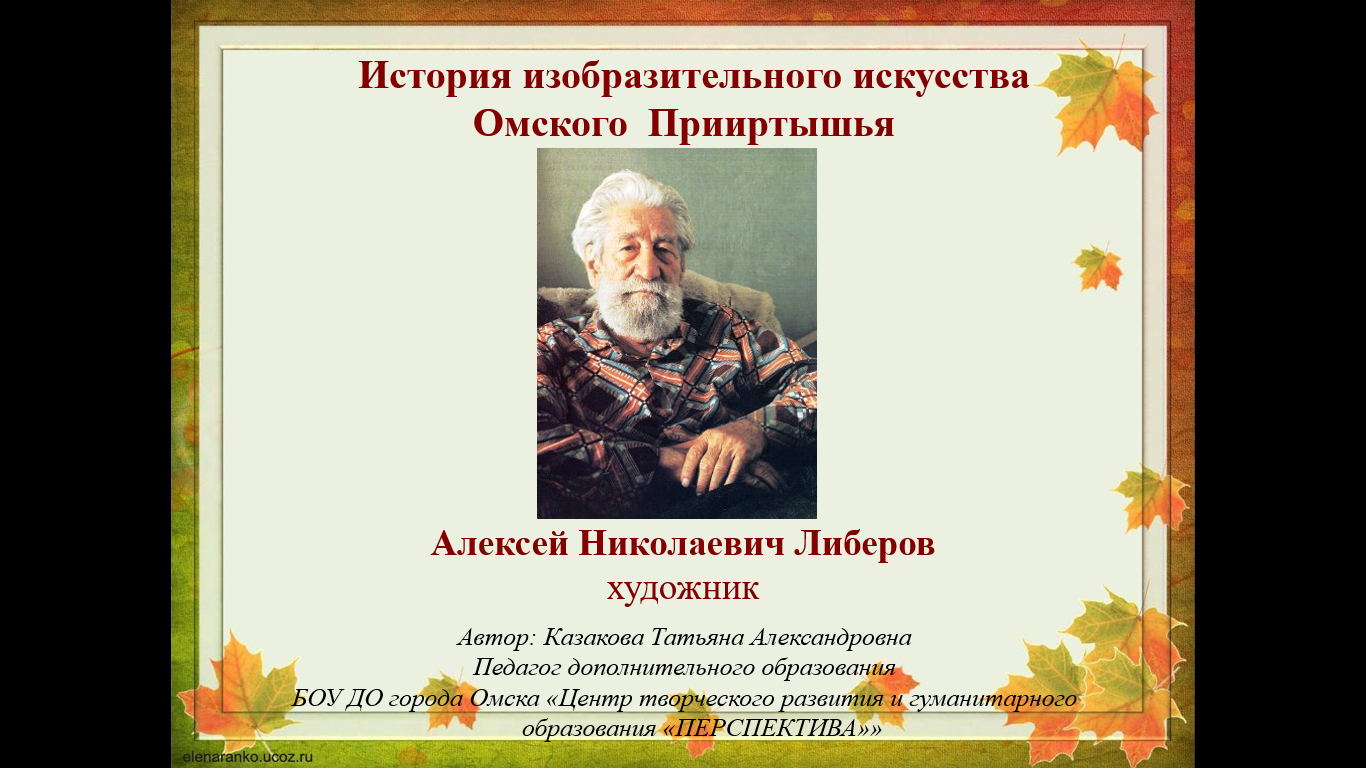 История изобразительного искусства
Омского Прииртышья
Алексей Николаевич Либеров
художник
Автор: Казакова Татьяна Александровна
Педагог дополнительного образования
БОУ ДО города Омска «Центр творческого развития и гуманитарного
образования «ПЕРСПЕКТИВА»»
elenaranko.ucoz.ru